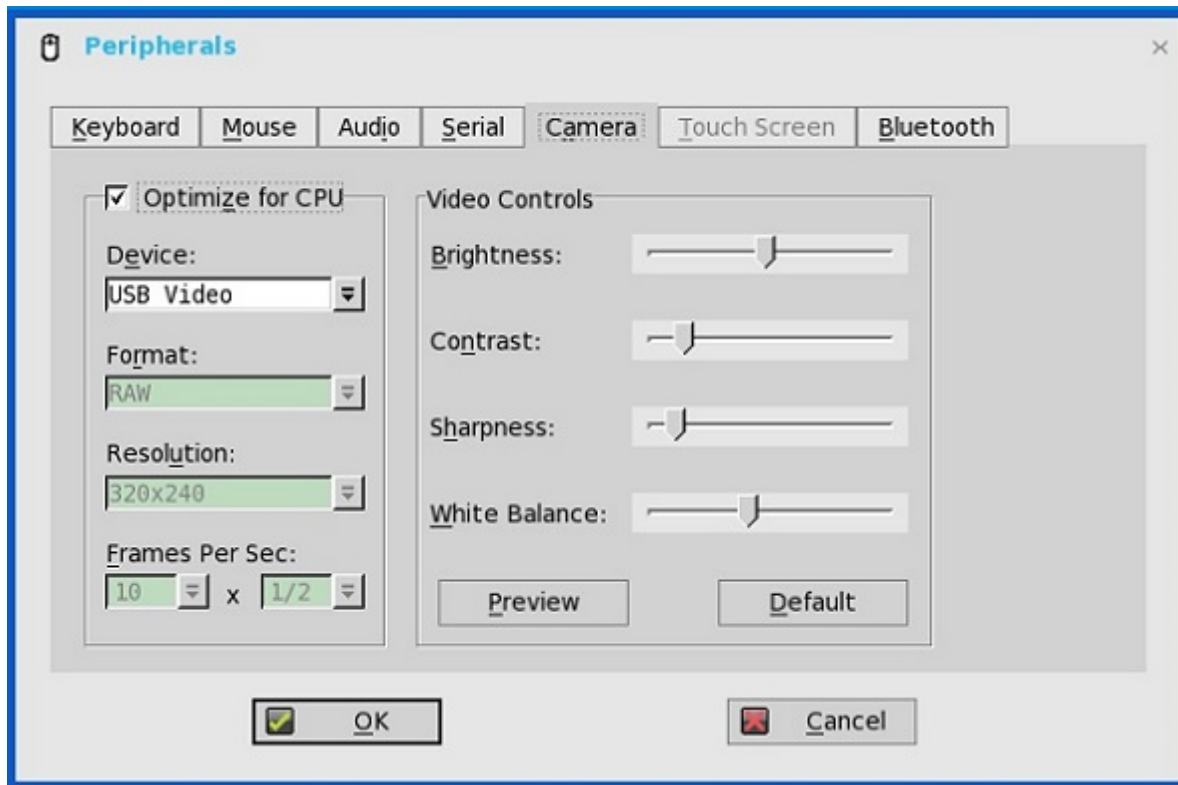 Peripherals
Keyboard Mouse Audio Serial Camera Touch Screen Bluetooth
Optimize for CPU
Device:
USB Video
Format:
RAW
Resolution:
320x240
Frames Per Sec:
10 x 1/2
Video Controls
Brightness:
Contrast:
Sharpness:
White Balance:
Preview Default
OK Cancel